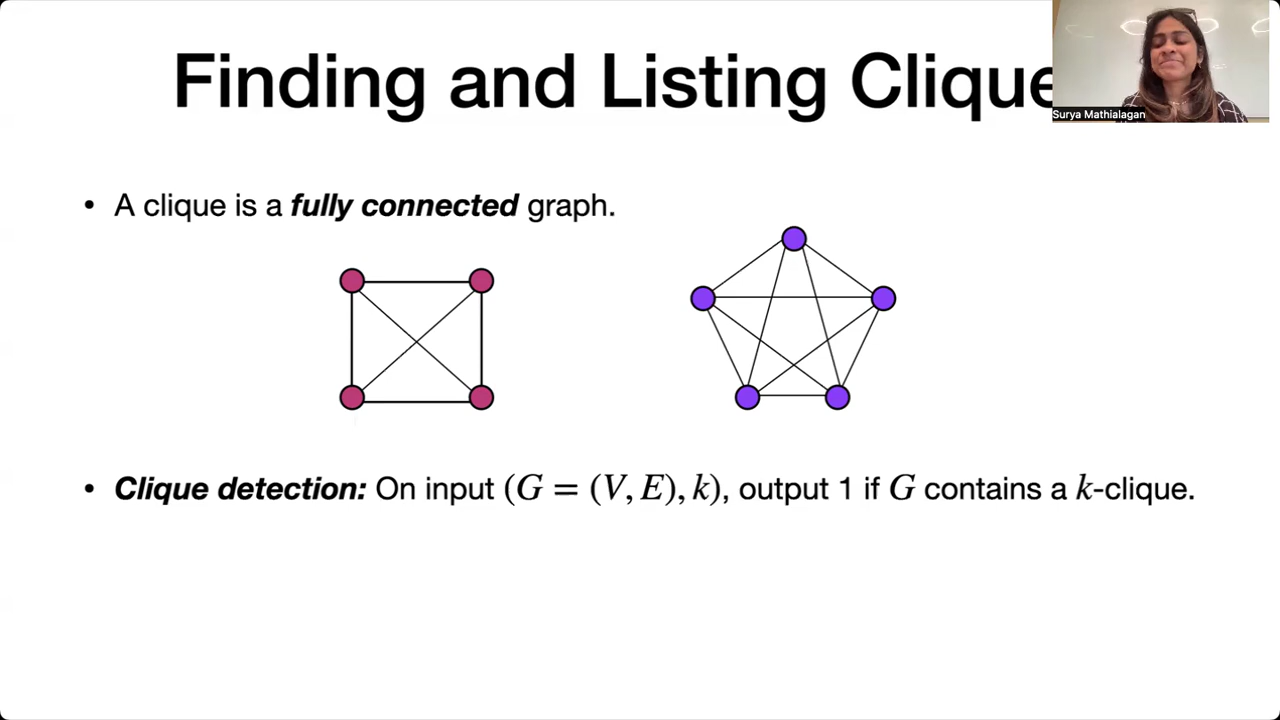 Finding and Listing Clique
Surya Mathialagan
• A clique is a fully connected graph.
• Clique detection: On input (G = (V, E), k), output 1 if G contains a k-clique.